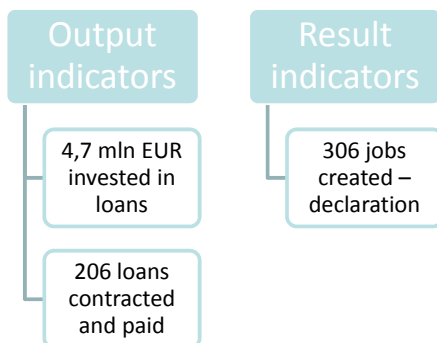 Output
indicators
4,7 mln EUR
invested in
loans
206 loans
contracted
and paid
Result
indicators
306 jobs
created –
declaration